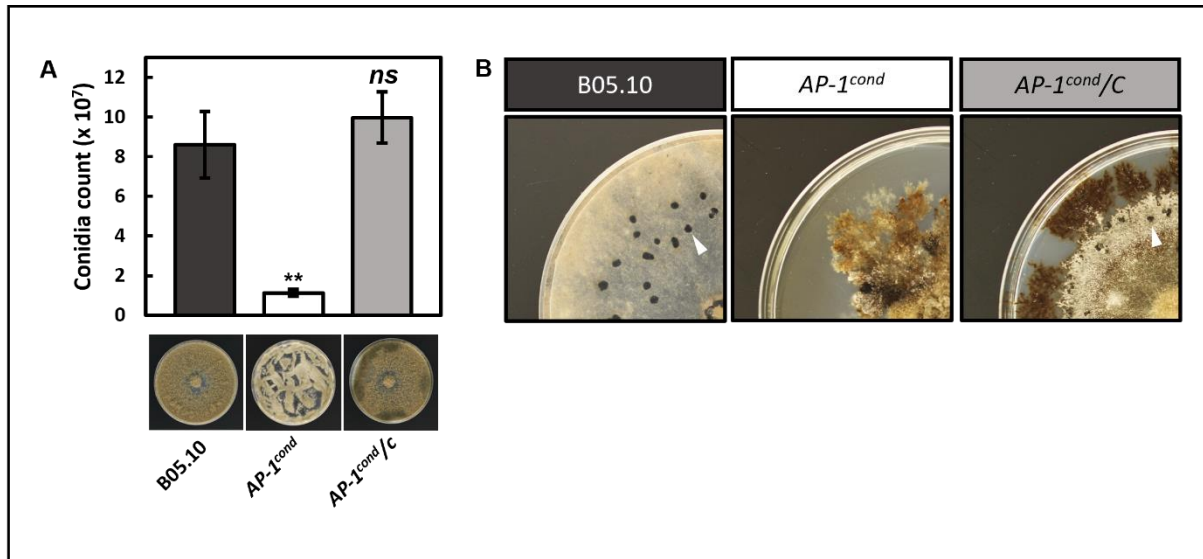 A
Conidia count (x 10⁷)
12
10
8
6
4
2
0
**
ns
B05.10
AP-1ᶜᵒⁿᵈ
AP-1ᶜᵒⁿᵈ/c
B
B05.10
AP-1ᶜᵒⁿᵈ
AP-1ᶜᵒⁿᵈ/C